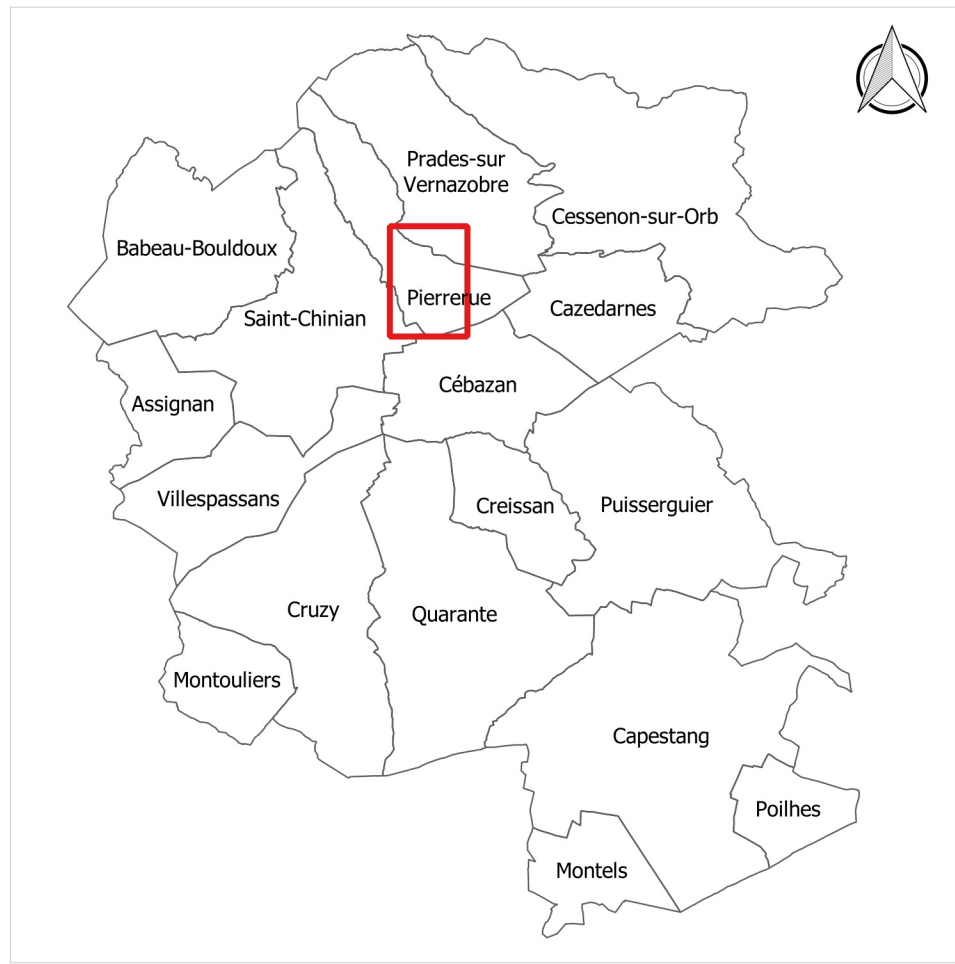 Prades-sur
Vernazobre
Cessenon-sur-Orb
Babeau-Bouldoux
Pierrerue
Cazedarnes
Saint-Chinian
Cébazan
Assignan
Villespassans
Creissan
Puisserguier
Cruzy
Quarante
Montouliers
Capestang
Poilhes
Montels